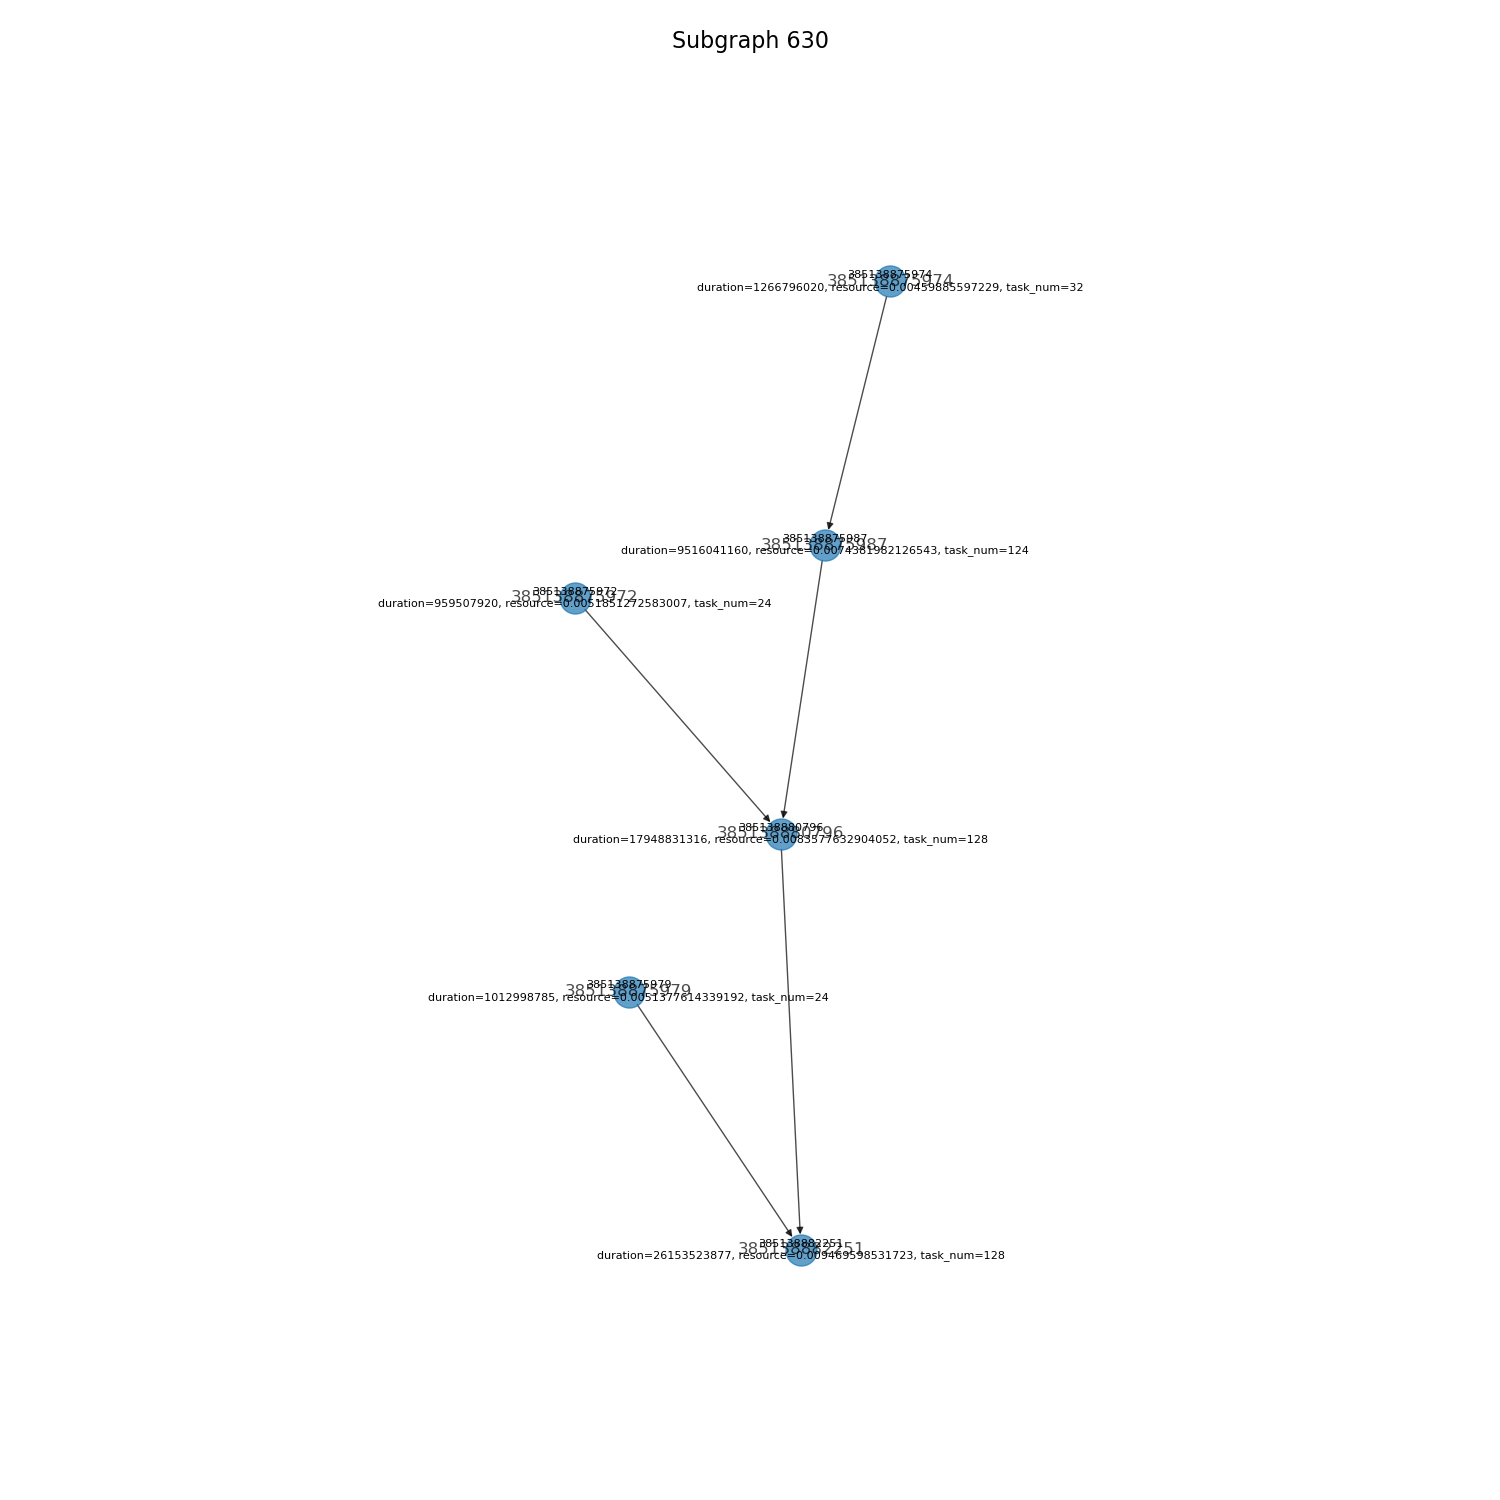 Subgraph 630
385138875974
385138875974
duration=1266796020, resource=0.00459885597229, task_num=32
385138875987
385138875987
duration=9516041160, resource=0.0074381982126543, task_num=124
385138875972
385138875972
duration=959507920, resource=0.0051851272583007, task_num=24
385138880796
385138880796
duration=17948831316, resource=0.0083577632904052, task_num=128
385138875979
385138875979
duration=1012998785, resource=0.0051377614339192, task_num=24
385138882251
385138882251
duration=26153523877, resource=0.009469598531723, task_num=128